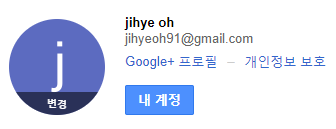 j
변경
jihye oh
jihyeoh91@gmail.com
Google+ 프로필 – 개인정보 보호
내 계정